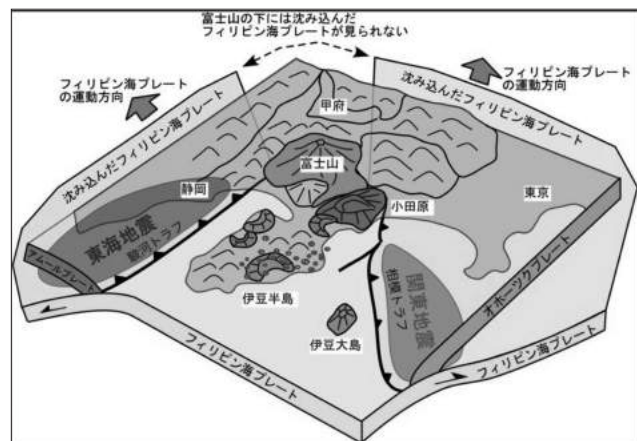 富士山の下には沈み込んだ
フィリピン海プレートが見られない
フィリピン海プレート
の運動方向
フィリピン海プレート
の運動方向
沈み込んだフィリピン海プレート
沈み込んだフィリピン海プレート
甲府
富士山
静岡
東京
小田原
東海地震
駿河トラフ
アムールプレート
関東地震
相模トラフ
オホーツクプレート
伊豆半島
伊豆大島
フィリピン海プレート
フィリピン海プレート